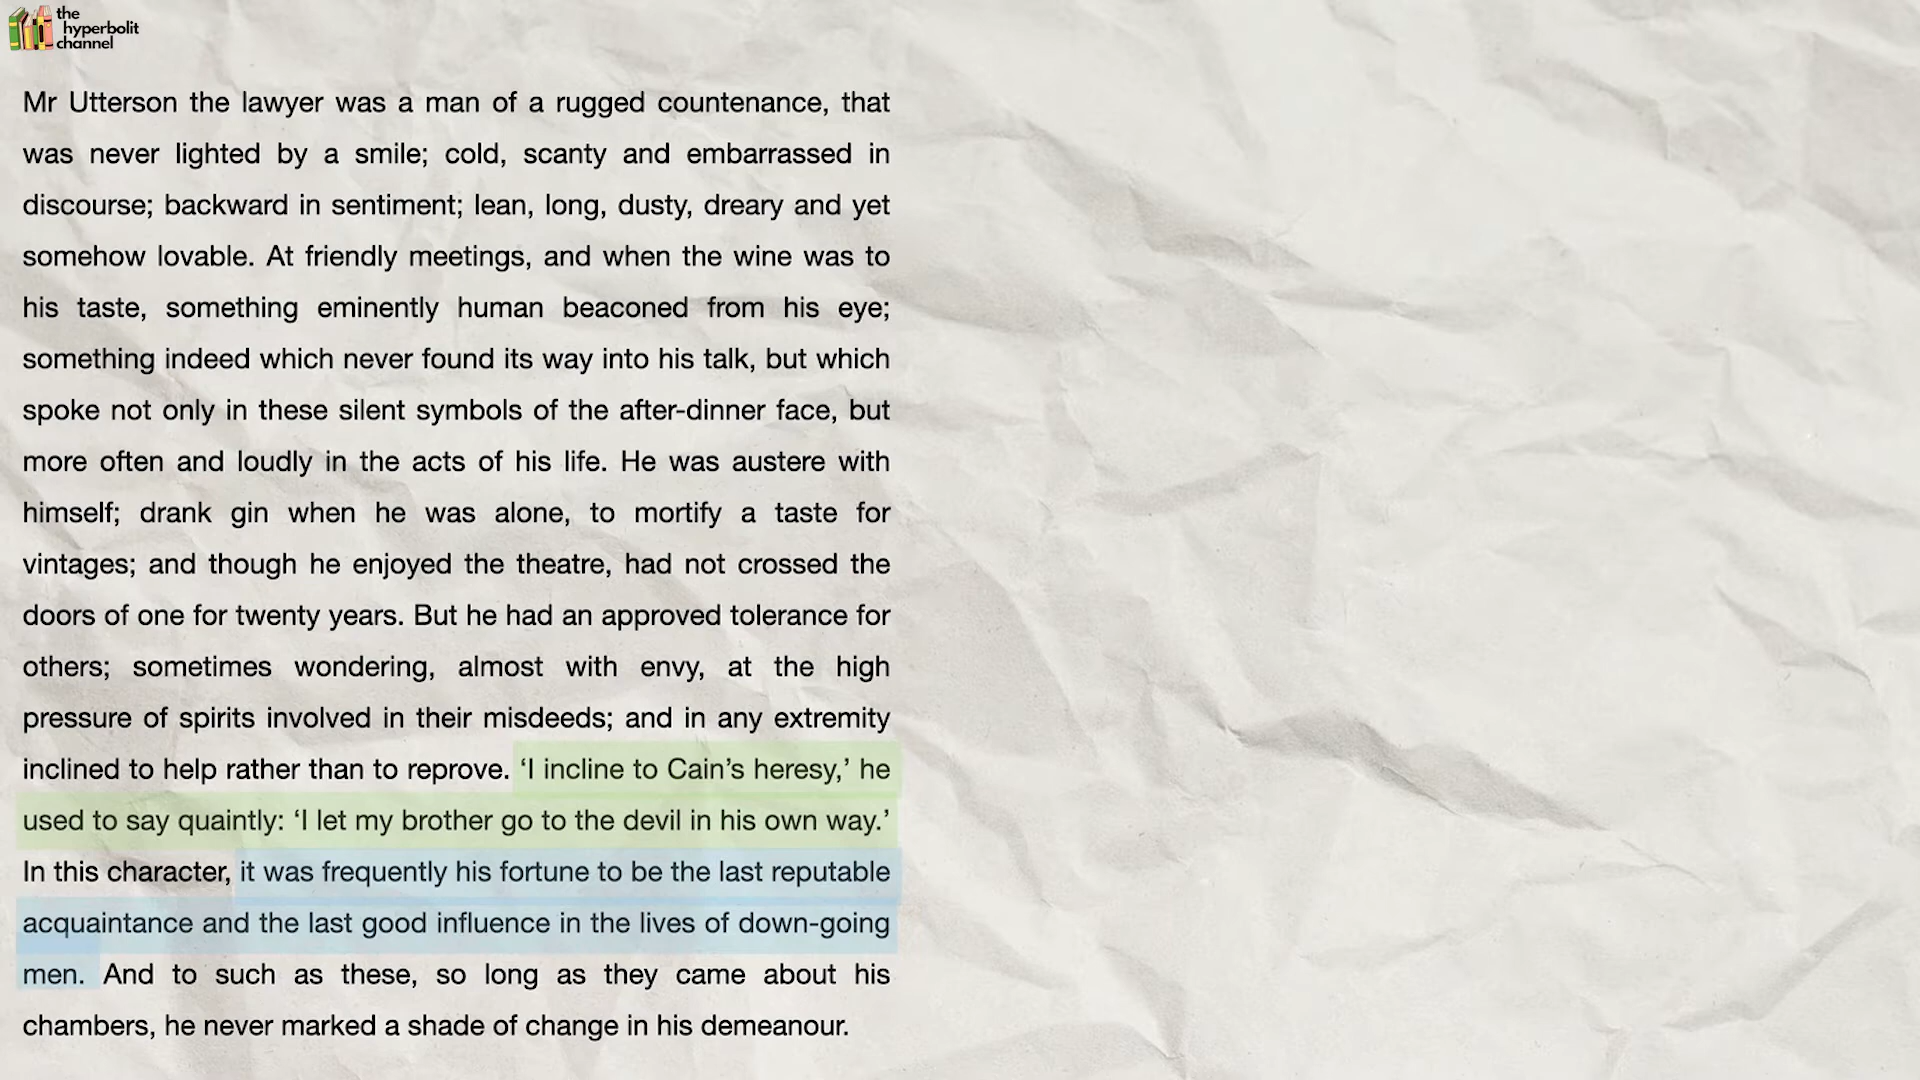 the
hyperbolit
channel
Mr Utterson the lawyer was a man of a rugged countenance, that
was never lighted by a smile; cold, scanty and embarrassed in
discourse; backward in sentiment; lean, long, dusty, dreary and yet
somehow lovable. At friendly meetings, and when the wine was to
his taste, something eminently human beaconed from his eye;
something indeed which never found its way into his talk, but which
spoke not only in these silent symbols of the after-dinner face, but
more often and loudly in the acts of his life. He was austere with
himself; drank gin when he was alone, to mortify a taste for
vintages; and though he enjoyed the theatre, had not crossed the
doors of one for twenty years. But he had an approved tolerance for
others; sometimes wondering, almost with envy, at the high
pressure of spirits involved in their misdeeds; and in any extremity
inclined to help rather than to reprove. ‘I incline to Cain’s heresy,’ he
used to say quaintly: ‘I let my brother go to the devil in his own way.’
In this character, it was frequently his fortune to be the last reputable
acquaintance and the last good influence in the lives of down-going
men. And to such as these, so long as they came about his
chambers, he never marked a shade of change in his demeanour.